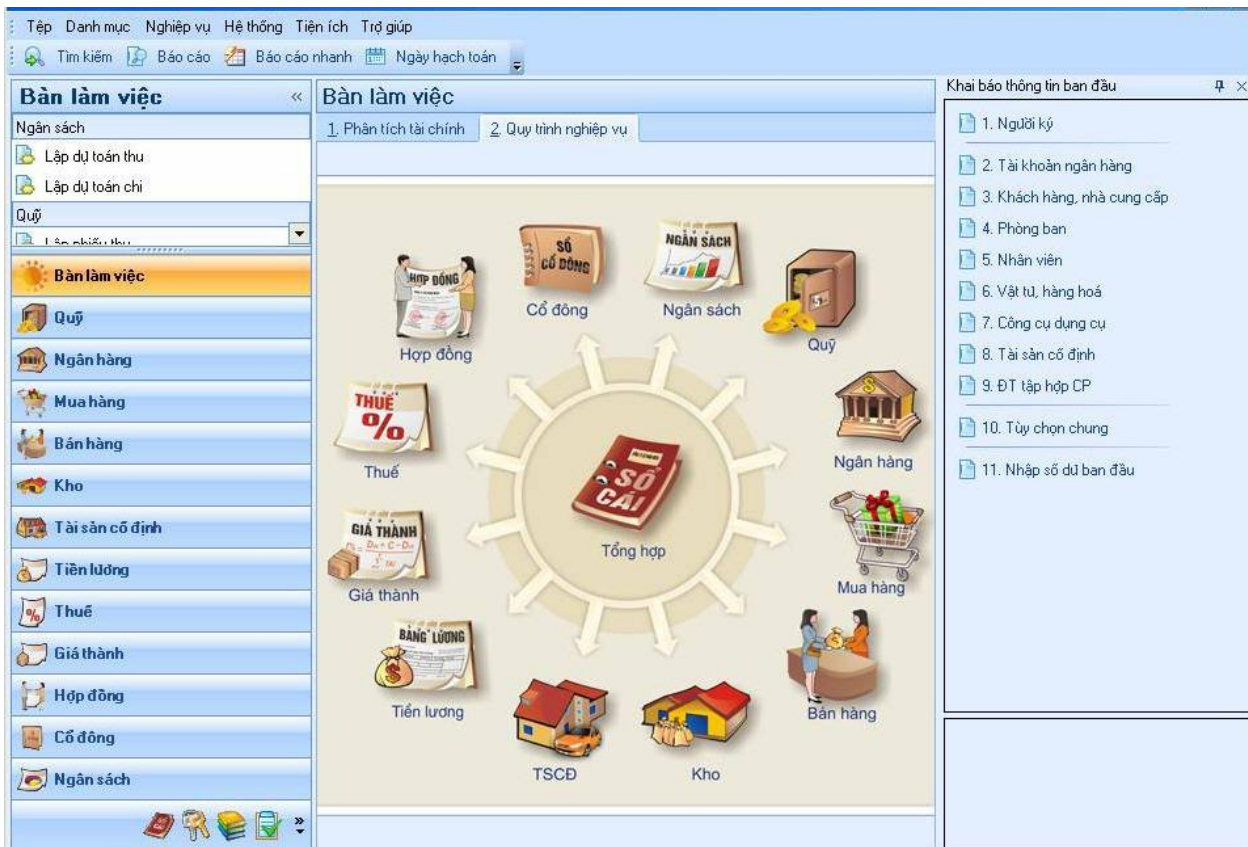 Tệp Danh mục Nghiệp vụ Hệ thống Tiện ích Trợ giúp
Tìm kiếm Báo cáo Báo cáo nhanh Ngày hạch toán
Bàn làm việc «
Ngân sách
Lập dự toán thu
Lập dự toán chi
Quỹ
Lập phiếu thu
Bàn làm việc
Quỹ
Ngân hàng
Mua hàng
Bán hàng
Kho
Tài sản cố định
Tiền lương
Thuế
Giá thành
Hợp đồng
Cổ đông
Ngân sách
Bàn làm việc
1. Phân tích tài chính 2. Quy trình nghiệp vụ
SỔ CỔ ĐÔNG
Cổ đông
NGÂN SÁCH
Ngân sách
Quỹ
HỢP ĐỒNG
Hợp đồng
THUẾ
%
Thuế
Ngân hàng
SỔ CÁI
Tổng hợp
GIÁ THÀNH
Giá thành
Mua hàng
BẢNG LƯƠNG
Tiền lương
Bán hàng
TSCĐ
Kho
Khai báo thông tin ban đầu
1. Người ký
2. Tài khoản ngân hàng
3. Khách hàng, nhà cung cấp
4. Phòng ban
5. Nhân viên
6. Vật tư, hàng hoá
7. Công cụ dụng cụ
8. Tài sản cố định
9. ĐT tập hợp CP
10. Tùy chọn chung
11. Nhập số dư ban đầu